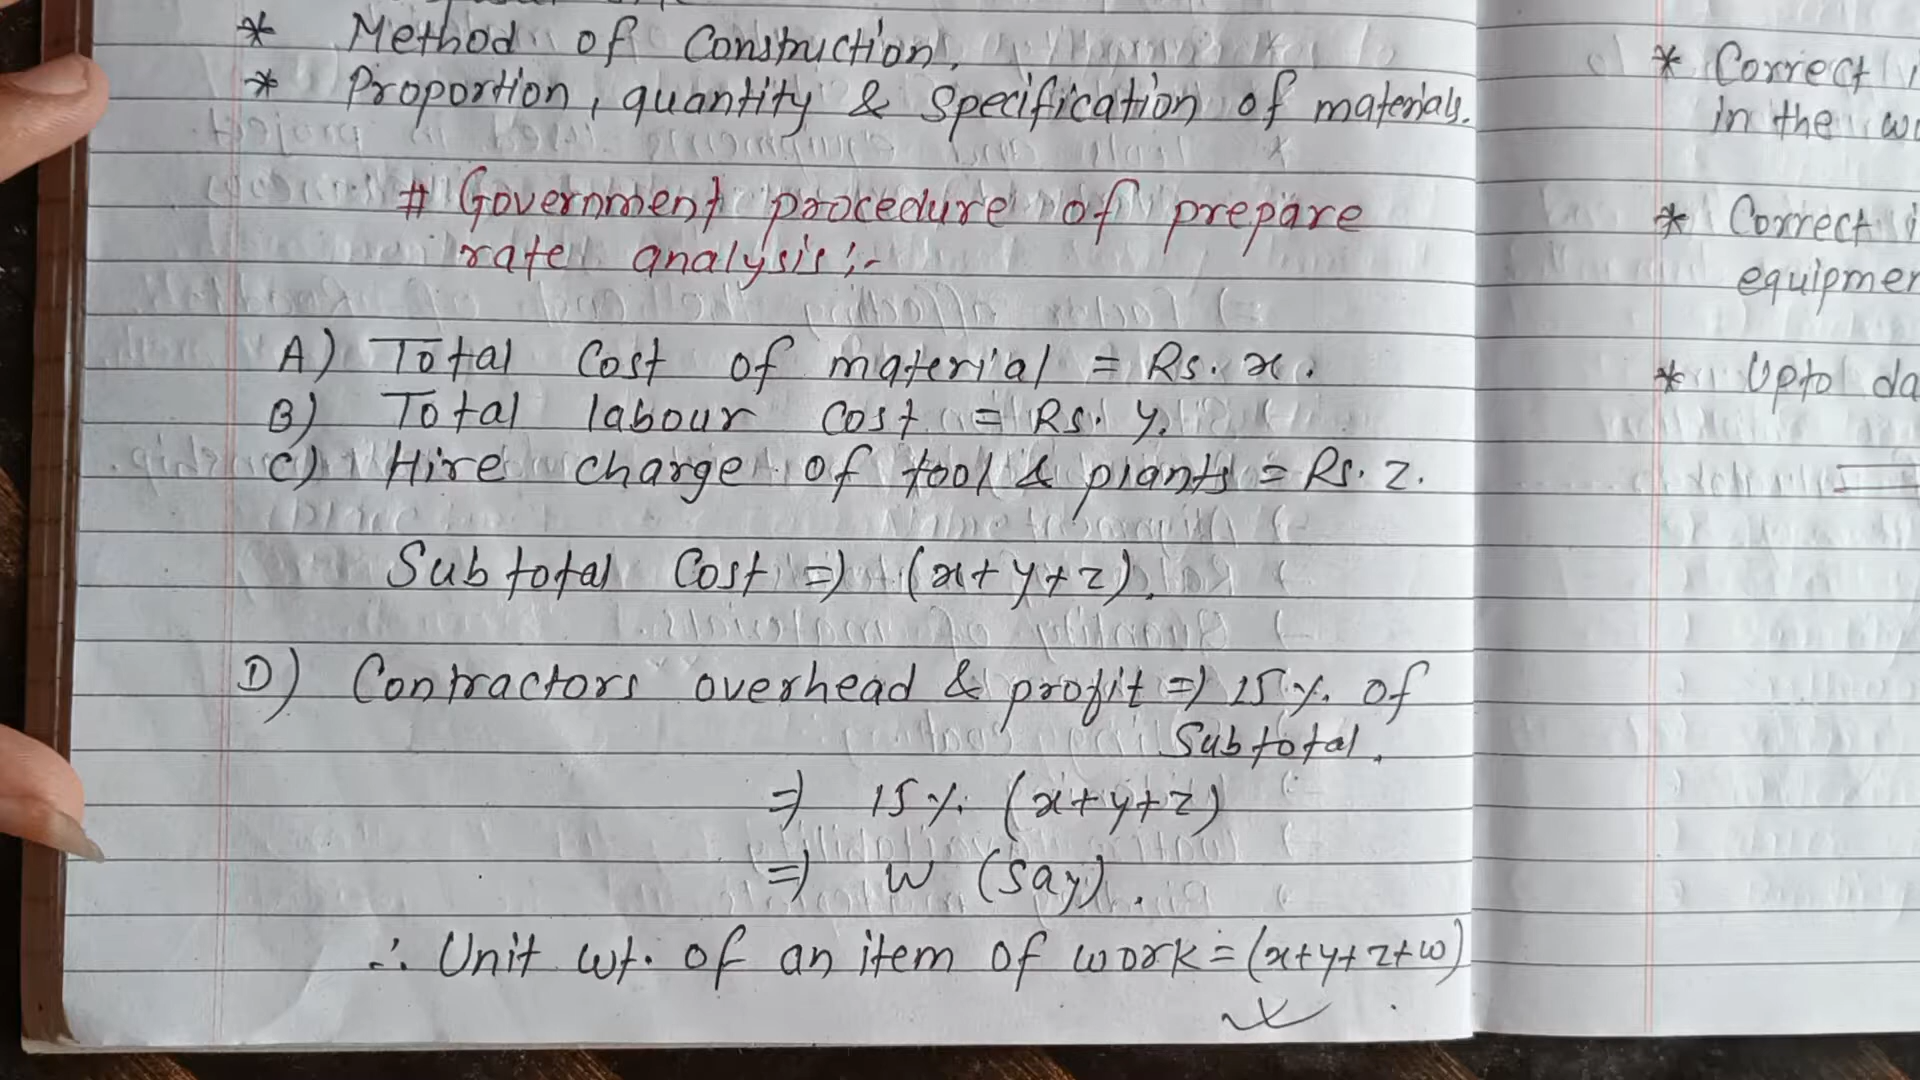 * Method of Construction,
* Proportion, quantity & Specification of materials.
# Government procedure of prepare
rate analysis :-
A) Total Cost of material = Rs. x.
B) Total labour cost = Rs. y.
C) Hire charge of tool & plants = Rs. z.
Subtotal Cost => (x+y+z).
D) Contractors overhead & profit => 15%. of
Subtotal.
=> 15%. (x+y+z)
=> w (say).
∴ Unit wt. of an item of work = (x+y+z+w)
* Correct
in the
* Correct
* Upto